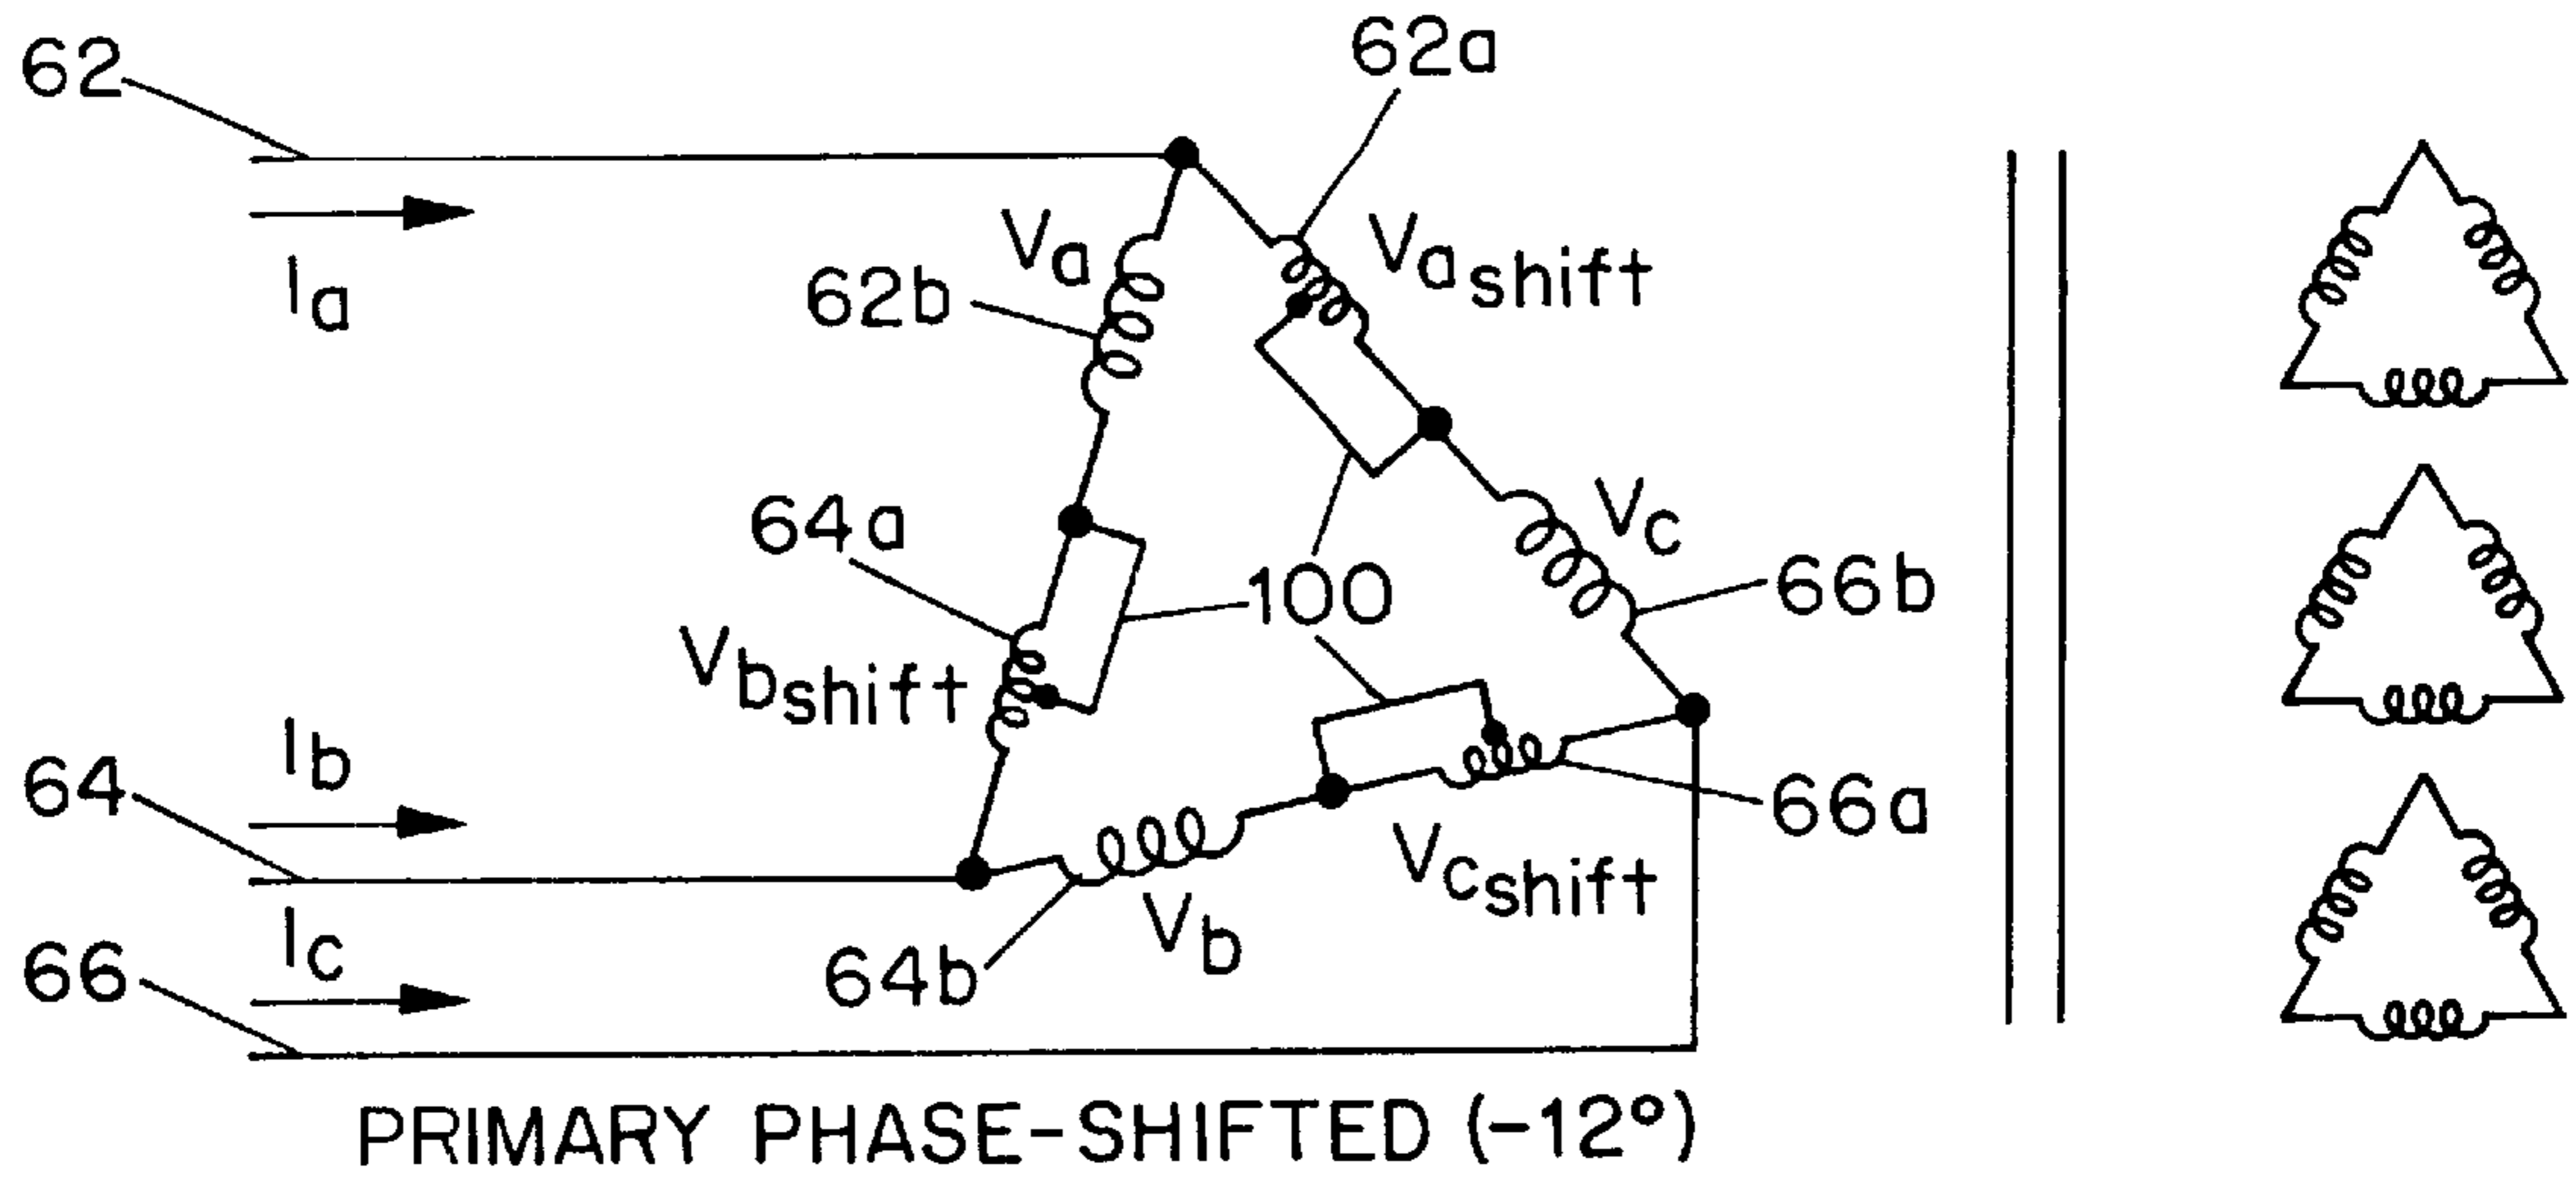 62
62a
Ia
Va
Vashift
62b
64a
Vc
66b
100
Vbshift
Ib
64
66a
Vcshift
Vb
64b
Ic
66
PRIMARY PHASE-SHIFTED (-12°)